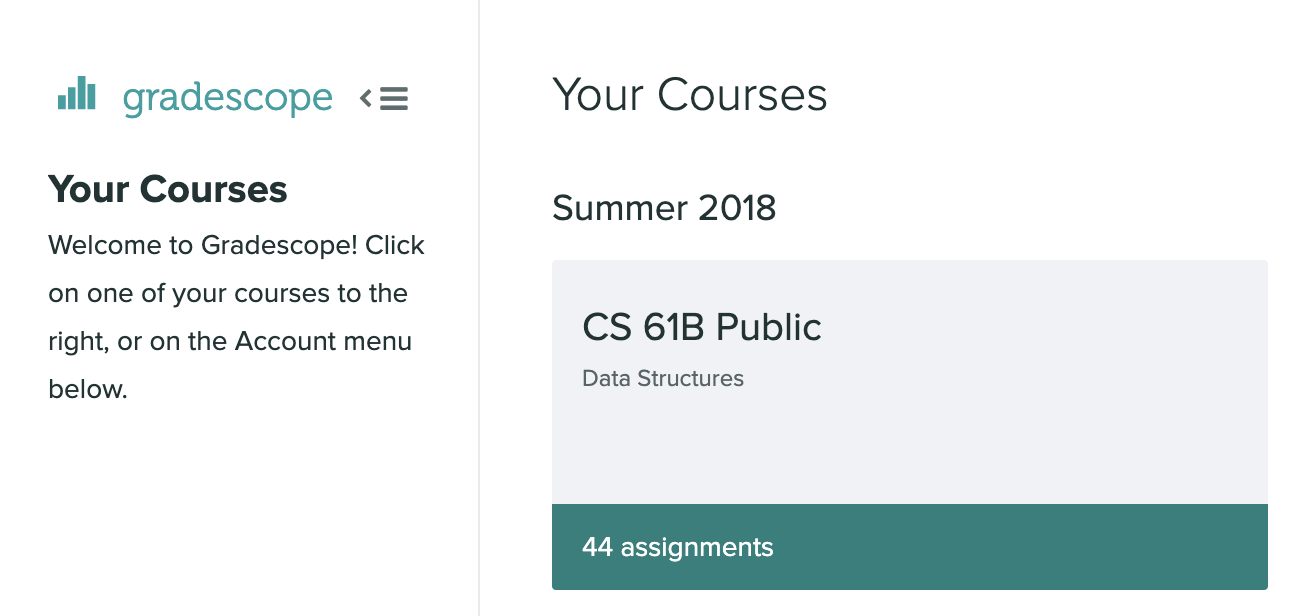 gradescope
Your Courses
Welcome to Gradescope! Click
on one of your courses to the
right, or on the Account menu
below.
Your Courses
Summer 2018
CS 61B Public
Data Structures
44 assignments